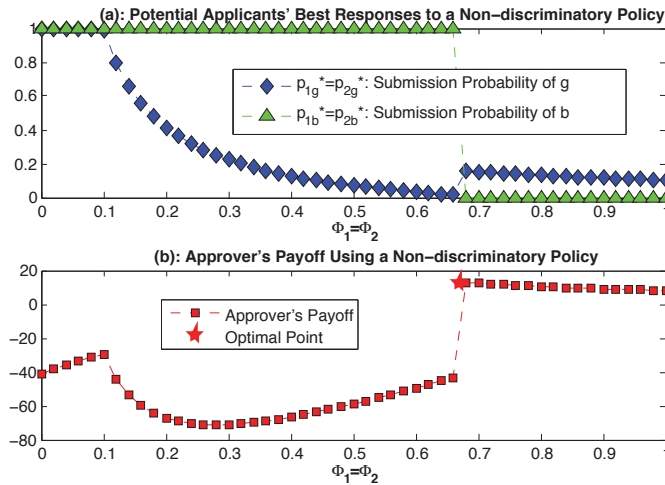 (a): Potential Applicants' Best Responses to a Non-discriminatory Policy
1
0.8
0.6
0.4
0.2
0
p1g*=p2g*: Submission Probability of g
p1b*=p2b*: Submission Probability of b
0 0.1 0.2 0.3 0.4 0.5 0.6 0.7 0.8 0.9
Φ1=Φ2
(b): Approver's Payoff Using a Non-discriminatory Policy
20
0
−20
−40
−60
−80
Approver's Payoff
Optimal Point
0 0.1 0.2 0.3 0.4 0.5 0.6 0.7 0.8 0.9
Φ1=Φ2